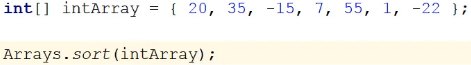 int[] intArray = { 20, 35, -15, 7, 55, 1, -22 };
Arrays.sort(intArray);